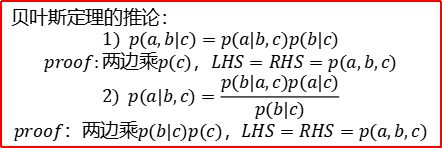 贝叶斯定理的推论：
1) p(a,b|c) = p(a|b,c)p(b|c)
proof:两边乘p(c)，LHS = RHS = p(a,b,c)
2) p(a|b,c) = \frac{p(b|a,c)p(a|c)}{p(b|c)}
proof：两边乘p(b|c)p(c)，LHS = RHS = p(a,b,c)